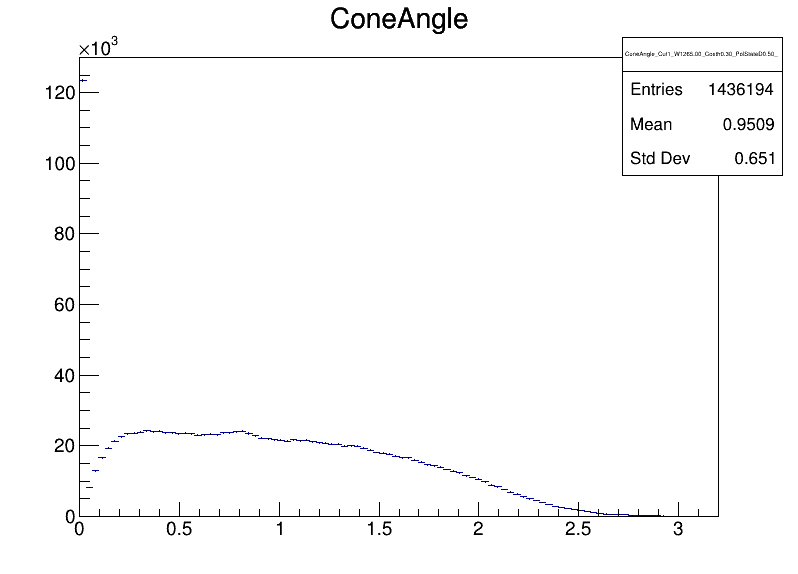 ConeAngle
×10³
ConeAngle_Cut1_W1265.00_Costh0.30_PolStateD0.50_
Entries 1436194
Mean 0.9509
Std Dev 0.651
120
100
80
60
40
20
0
0 0.5 1 1.5 2 2.5 3